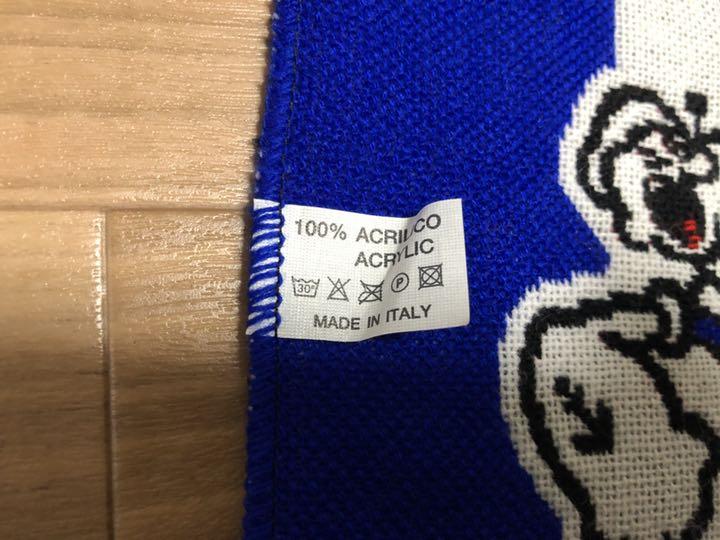 100% ACRILICO
ACRYLIC
30° P
MADE IN ITALY